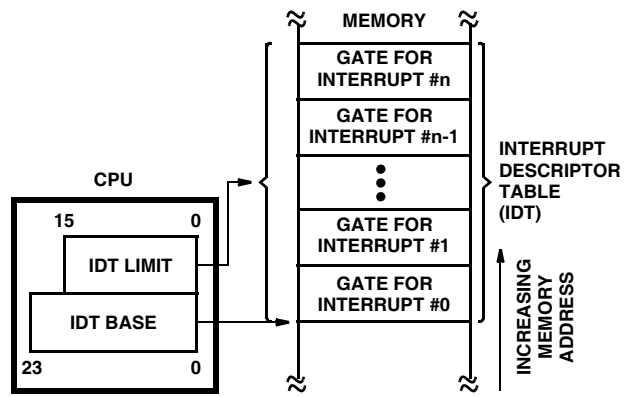 MEMORY
GATE FOR
INTERRUPT #n
GATE FOR
INTERRUPT #n-1
GATE FOR
INTERRUPT #1
GATE FOR
INTERRUPT #0
INTERRUPT
DESCRIPTOR
TABLE
(IDT)
CPU
15 0
IDT LIMIT
IDT BASE
23 0
INCREASING
MEMORY
ADDRESS